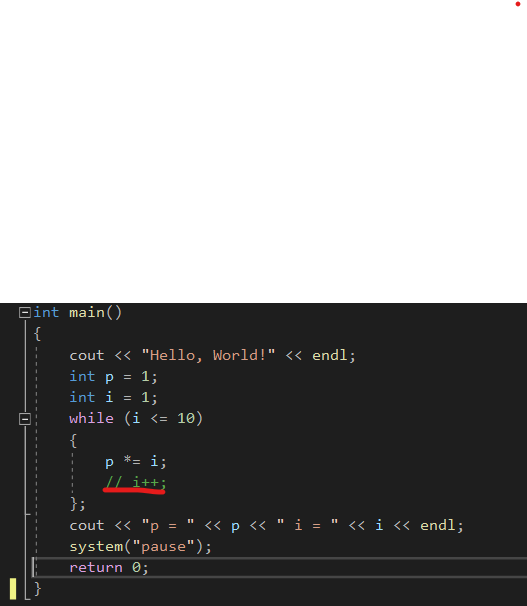 int main()
{
cout << "Hello, World!" << endl;
int p = 1;
int i = 1;
while (i <= 10)
{
p *= i;
// i++;
};
cout << "p = " << p << " i = " << i << endl;
system("pause");
return 0;
}